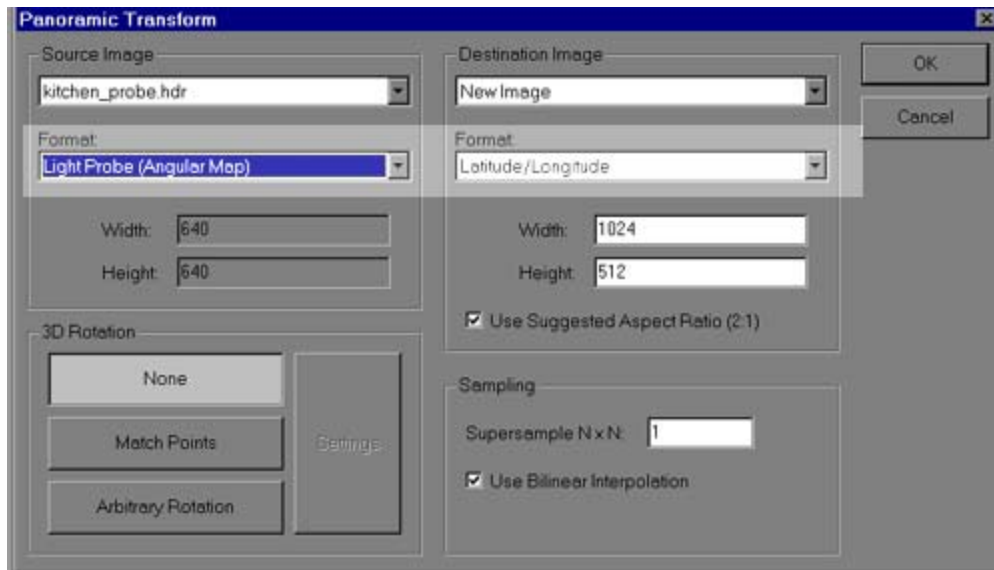 Panoramic Transform
Source Image
kitchen_probe.hdr
Format:
Light Probe (Angular Map)
Width: 640
Height: 640
3D Rotation
None
Match Points
Arbitrary Rotation
Settings
Destination Image
New Image
Format:
Latitude/Longitude
Width: 1024
Height: 512
Use Suggested Aspect Ratio (2:1)
Sampling
Supersample N x N: 1
Use Bilinear Interpolation
OK
Cancel